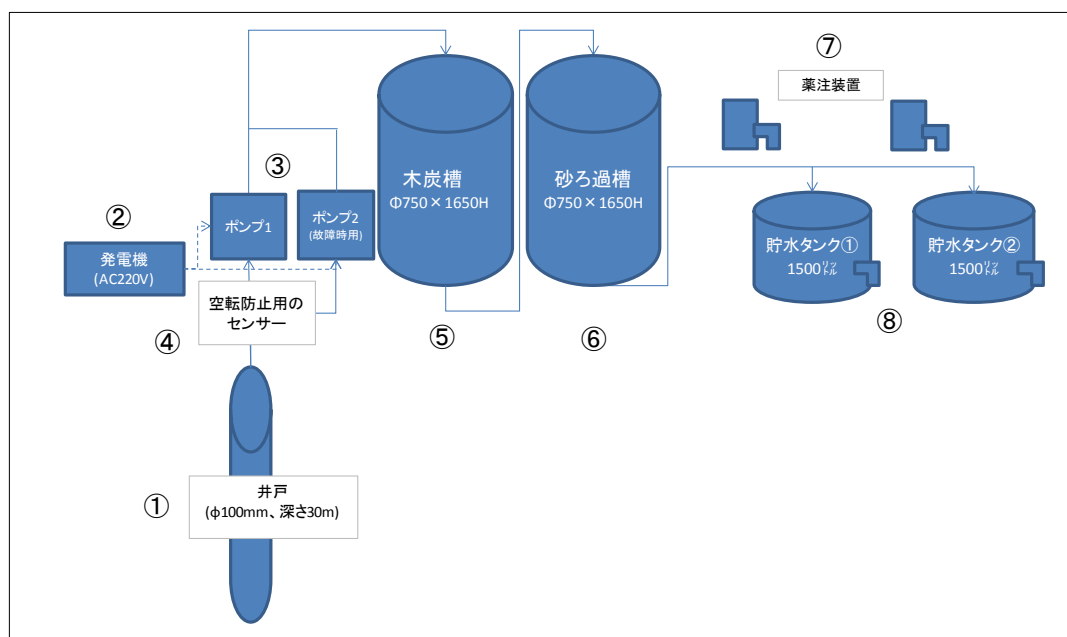 ⑦
薬注装置
木炭槽
Φ750×1650H
砂ろ過槽
Φ750×1650H
③
ポンプ1
ポンプ2
(故障時用)
②
発電機
(AC220V)
貯水タンク①
1500㍑
貯水タンク②
1500㍑
空転防止用の
センサー
④
⑤
⑥
⑧
①
井戸
(φ100mm、深さ30m)